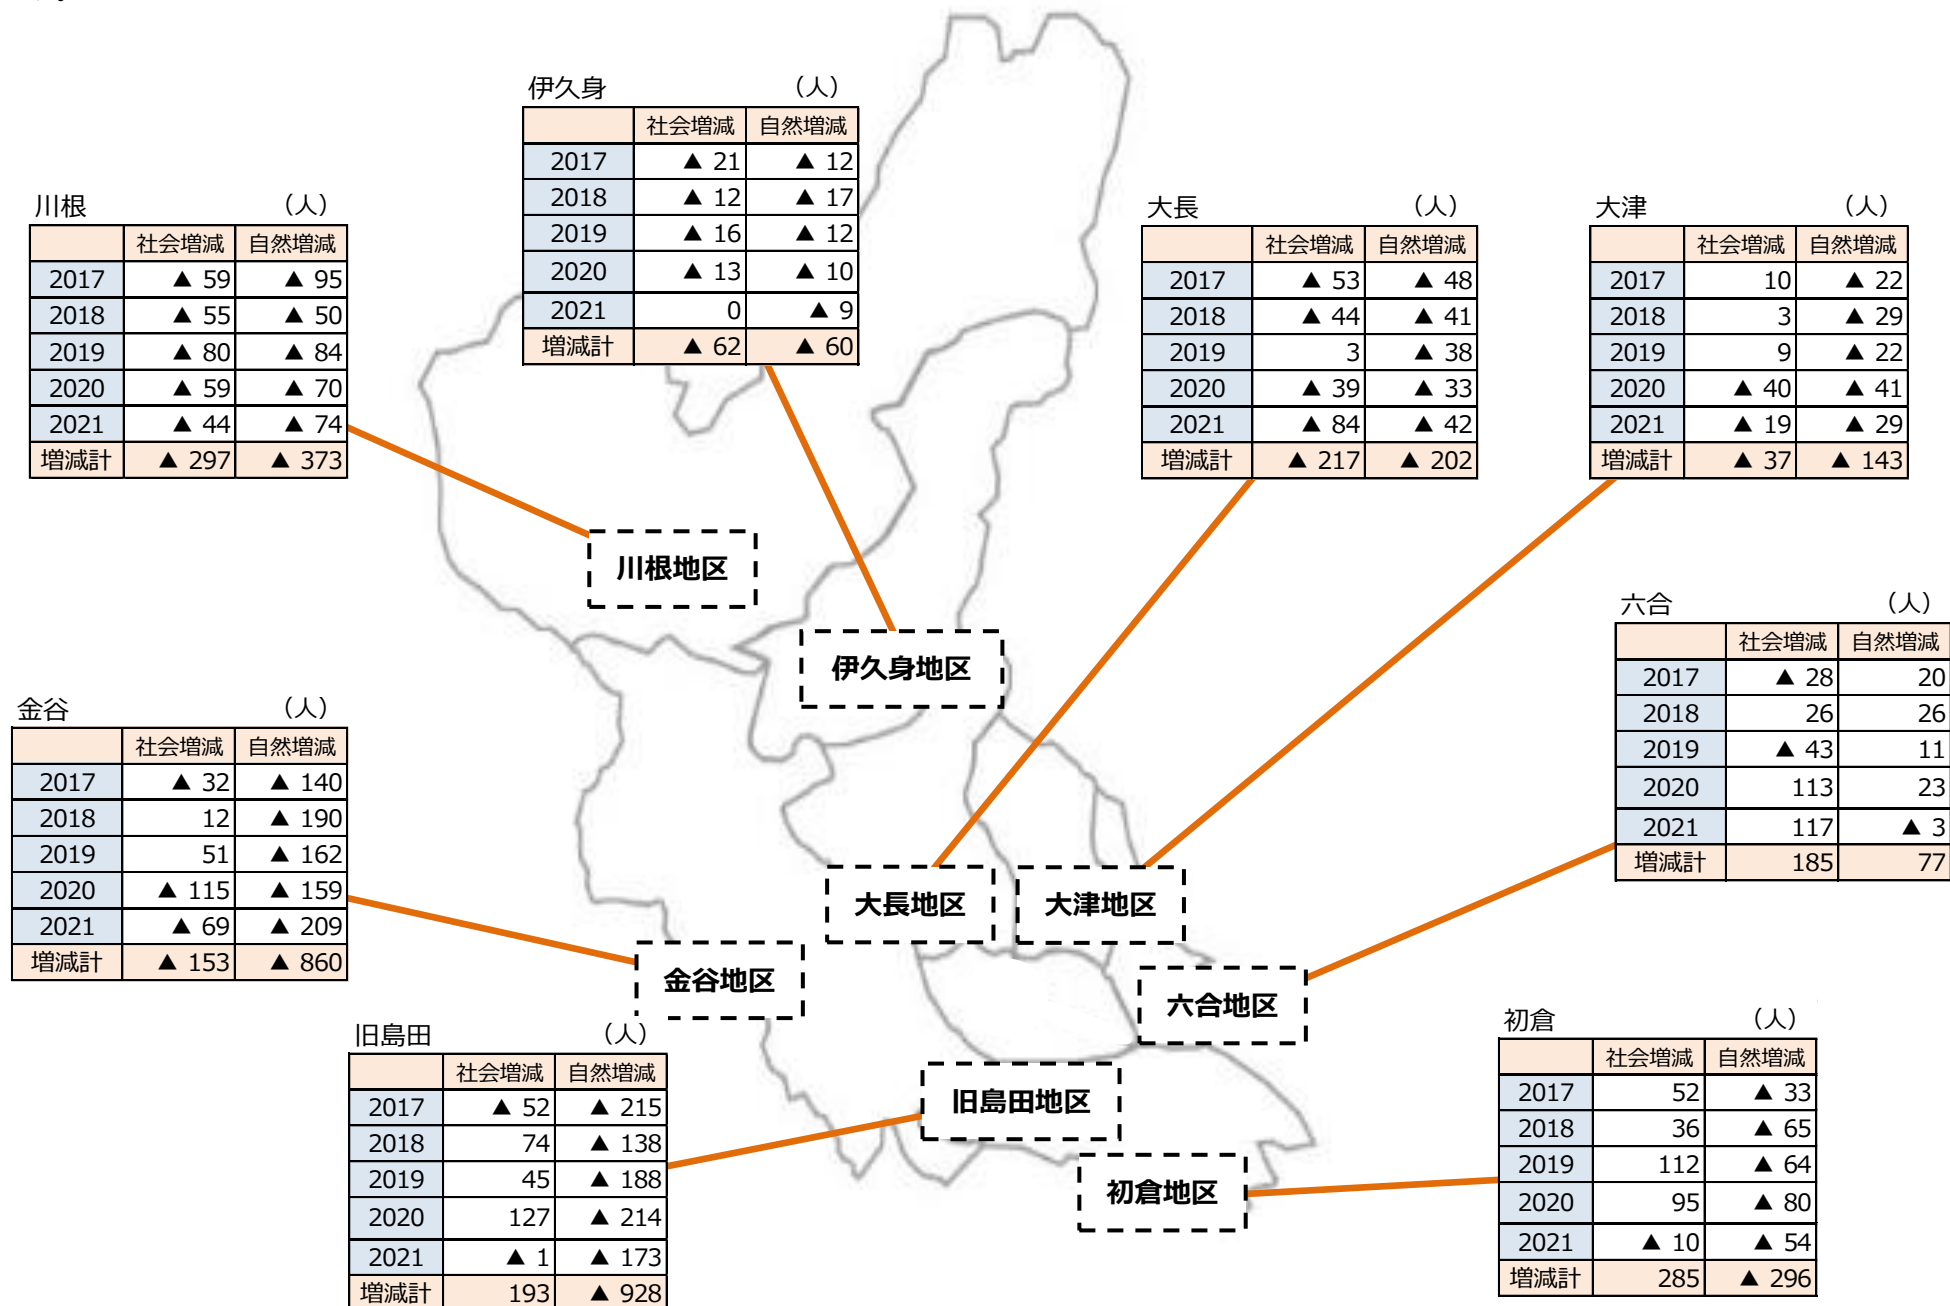 伊久身 （人）
社会増減 自然増減
2017 ▲ 21 ▲ 12
2018 ▲ 12 ▲ 17
2019 ▲ 16 ▲ 12
2020 ▲ 13 ▲ 10
2021 0 ▲ 9
増減計 ▲ 62 ▲ 60
川根 （人）
社会増減 自然増減
2017 ▲ 59 ▲ 95
2018 ▲ 55 ▲ 50
2019 ▲ 80 ▲ 84
2020 ▲ 59 ▲ 70
2021 ▲ 44 ▲ 74
増減計 ▲ 297 ▲ 373
大長 （人）
社会増減 自然増減
2017 ▲ 53 ▲ 48
2018 ▲ 44 ▲ 41
2019 3 ▲ 38
2020 ▲ 39 ▲ 33
2021 ▲ 84 ▲ 42
増減計 ▲ 217 ▲ 202
大津 （人）
社会増減 自然増減
2017 10 ▲ 22
2018 3 ▲ 29
2019 9 ▲ 22
2020 ▲ 40 ▲ 41
2021 ▲ 19 ▲ 29
増減計 ▲ 37 ▲ 143
川根地区
伊久身地区
六合 （人）
社会増減 自然増減
2017 ▲ 28 20
2018 26 26
2019 ▲ 43 11
2020 113 23
2021 117 ▲ 3
増減計 185 77
金谷 （人）
社会増減 自然増減
2017 ▲ 32 ▲ 140
2018 12 ▲ 190
2019 51 ▲ 162
2020 ▲ 115 ▲ 159
2021 ▲ 69 ▲ 209
増減計 ▲ 153 ▲ 860
大長地区
大津地区
金谷地区
六合地区
旧島田 （人）
社会増減 自然増減
2017 ▲ 52 ▲ 215
2018 74 ▲ 138
2019 45 ▲ 188
2020 127 ▲ 214
2021 ▲ 1 ▲ 173
増減計 193 ▲ 928
旧島田地区
初倉地区
初倉 （人）
社会増減 自然増減
2017 52 ▲ 33
2018 36 ▲ 65
2019 112 ▲ 64
2020 95 ▲ 80
2021 ▲ 10 ▲ 54
増減計 285 ▲ 296